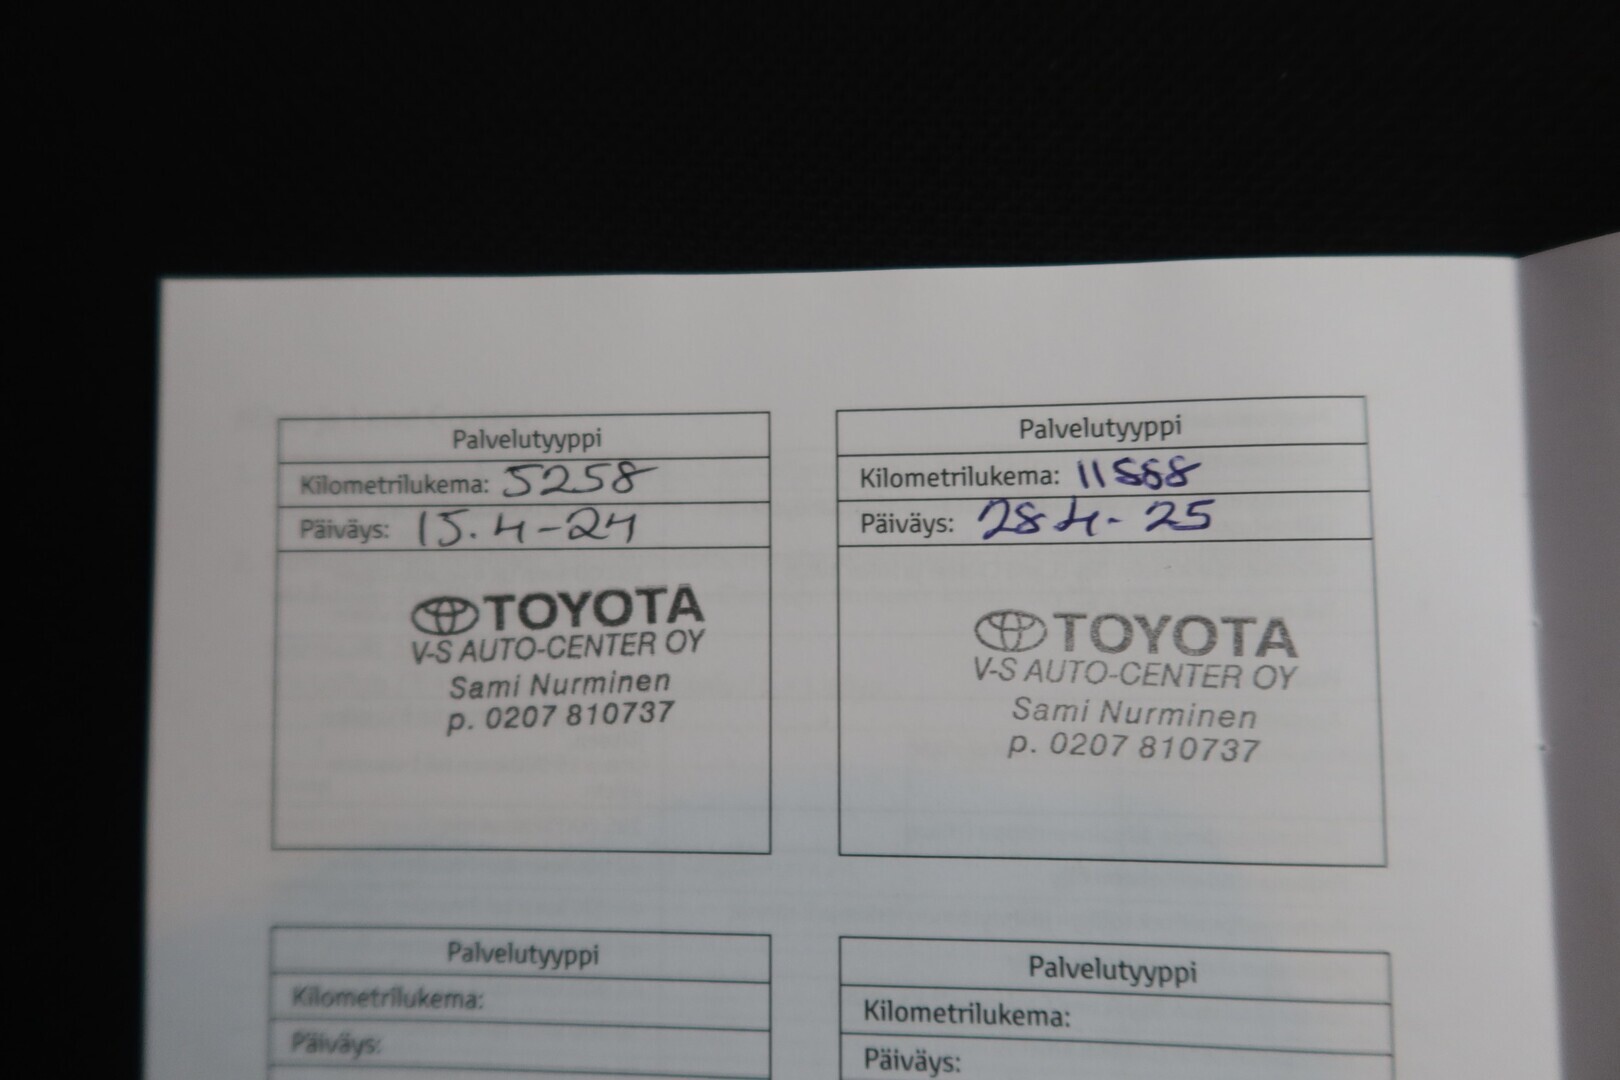 Palvelutyyppi
Kilometrilukema: 5258
Päiväys: 15.4-24
TOYOTA
V-S AUTO-CENTER OY
Sami Nurminen
p. 0207 810737
Palvelutyyppi
Kilometrilukema:
Päiväys: 28 4- 25
TOYOTA
V-S AUTO-CENTER OY
Sami Nurminen
p. 0207 810737
Palvelutyyppi
Kilometrilukema:
Päiväys:
Palvelutyyppi
Kilometrilukema:
Päiväys: